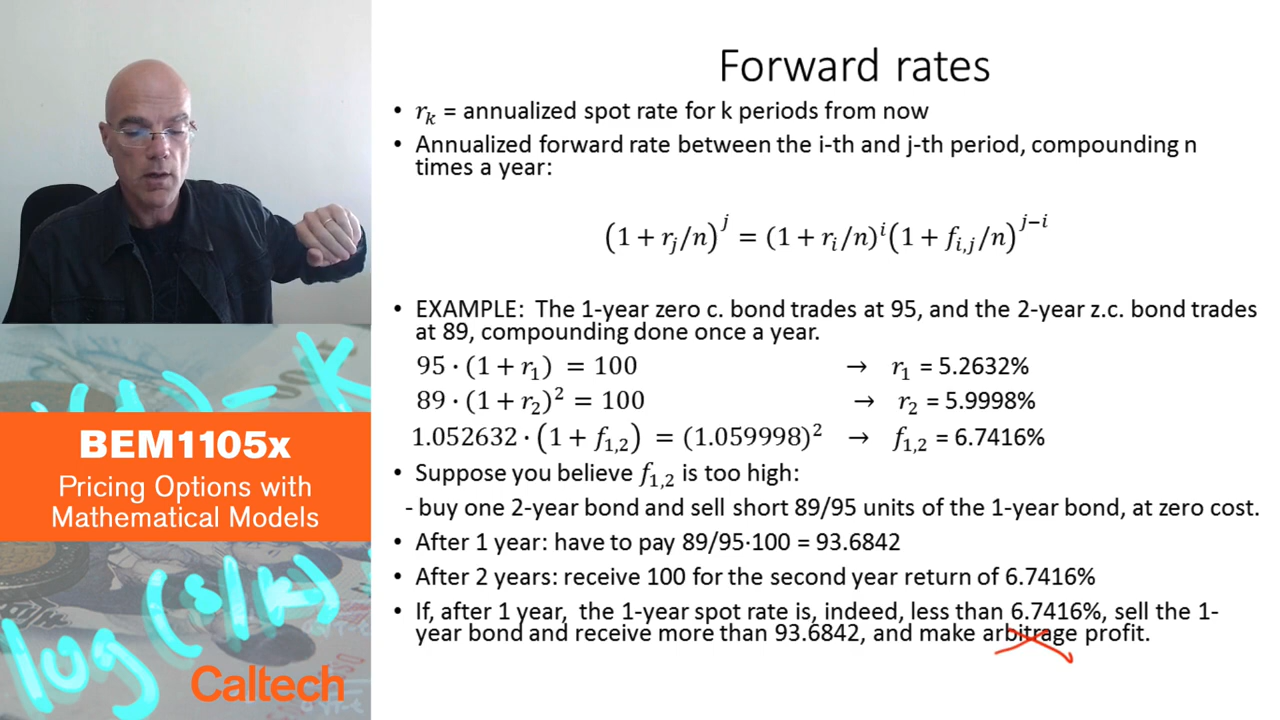 Forward rates
• r_k = annualized spot rate for k periods from now
• Annualized forward rate between the i-th and j-th period, compounding n
times a year:
(1 + r_j/n)^j = (1 + r_i/n)^i (1 + f_{i,j}/n)^{j−i}
• EXAMPLE: The 1-year zero c. bond trades at 95, and the 2-year z.c. bond trades
at 89, compounding done once a year.
95 · (1 + r_1) = 100 → r_1 = 5.2632%
89 · (1 + r_2)^2 = 100 → r_2 = 5.9998%
1.052632 · (1 + f_{1,2}) = (1.059998)^2 → f_{1,2} = 6.7416%
• Suppose you believe f_{1,2} is too high:
- buy one 2-year bond and sell short 89/95 units of the 1-year bond, at zero cost.
• After 1 year: have to pay 89/95·100 = 93.6842
• After 2 years: receive 100 for the second year return of 6.7416%
• If, after 1 year, the 1-year spot rate is, indeed, less than 6.7416%, sell the 1-
year bond and receive more than 93.6842, and make arbitrage profit.
BEM1105x
Pricing Options with
Mathematical Models
log(s/k)
Caltech